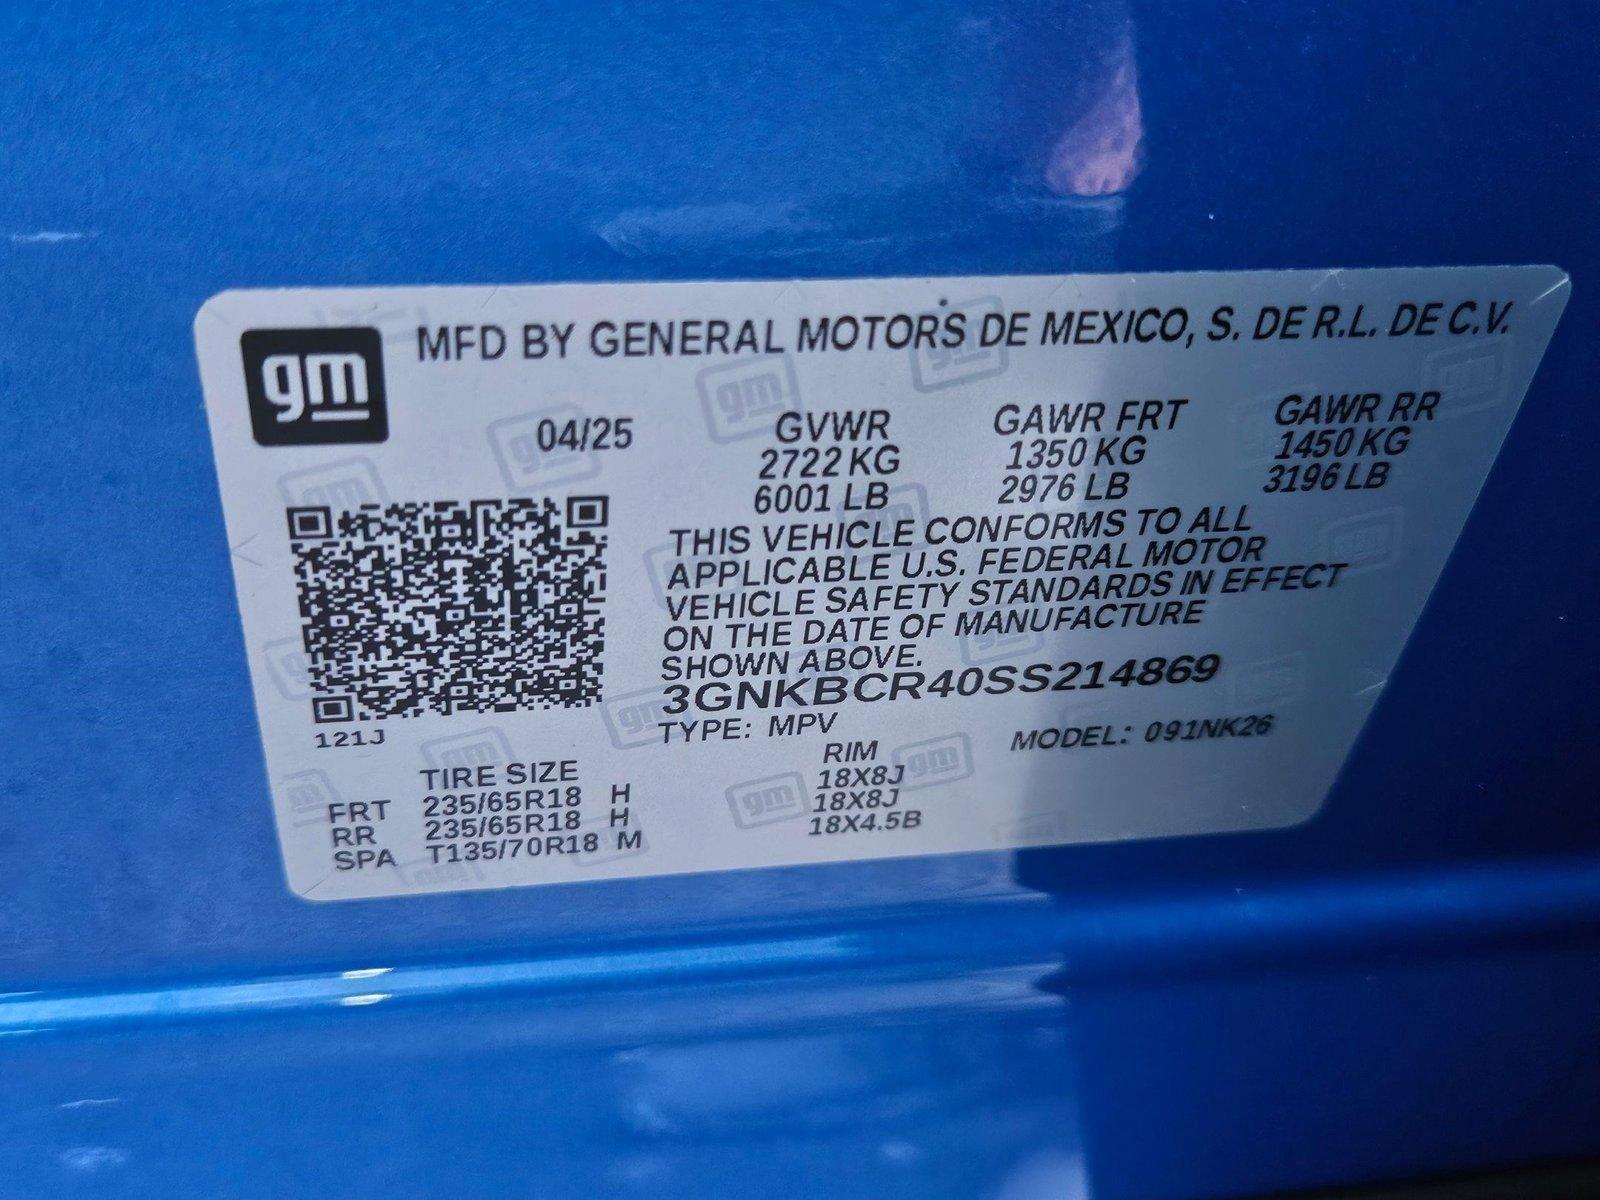 gm
MFD BY GENERAL MOTORS DE MEXICO, S. DE R.L. DE C.V.
04/25
GVWR GAWR FRT GAWR RR
2722 KG 1350 KG 1450 KG
6001 LB 2976 LB 3196 LB
THIS VEHICLE CONFORMS TO ALL
APPLICABLE U.S. FEDERAL MOTOR
VEHICLE SAFETY STANDARDS IN EFFECT
ON THE DATE OF MANUFACTURE
SHOWN ABOVE.
3GNKBCR40SS214869
121J
TYPE: MPV MODEL: 091NK26
TIRE SIZE RIM
FRT 235/65R18 H 18X8J
RR 235/65R18 H 18X8J
SPA T135/70R18 M 18X4.5B